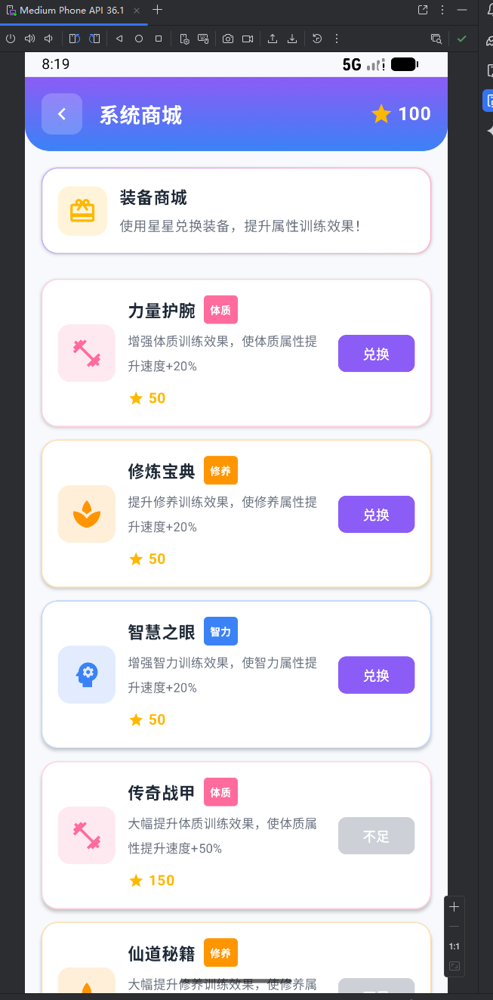 Medium Phone API 36.1
8:19
5G
系统商城
100
装备商城
使用星星兑换装备，提升属性训练效果！
力量护腕 体质
增强体质训练效果，使体质属性提
升速度+20%
兑换
50
修炼宝典 修养
提升修养训练效果，使修养属性提
升速度+20%
兑换
50
智慧之眼 智力
增强智力训练效果，使智力属性提
升速度+20%
兑换
50
传奇战甲 体质
大幅提升体质训练效果，使体质属
性提升速度+50%
不足
150
1:1
仙道秘籍 修养
大幅提升修养训练效果，使修养属